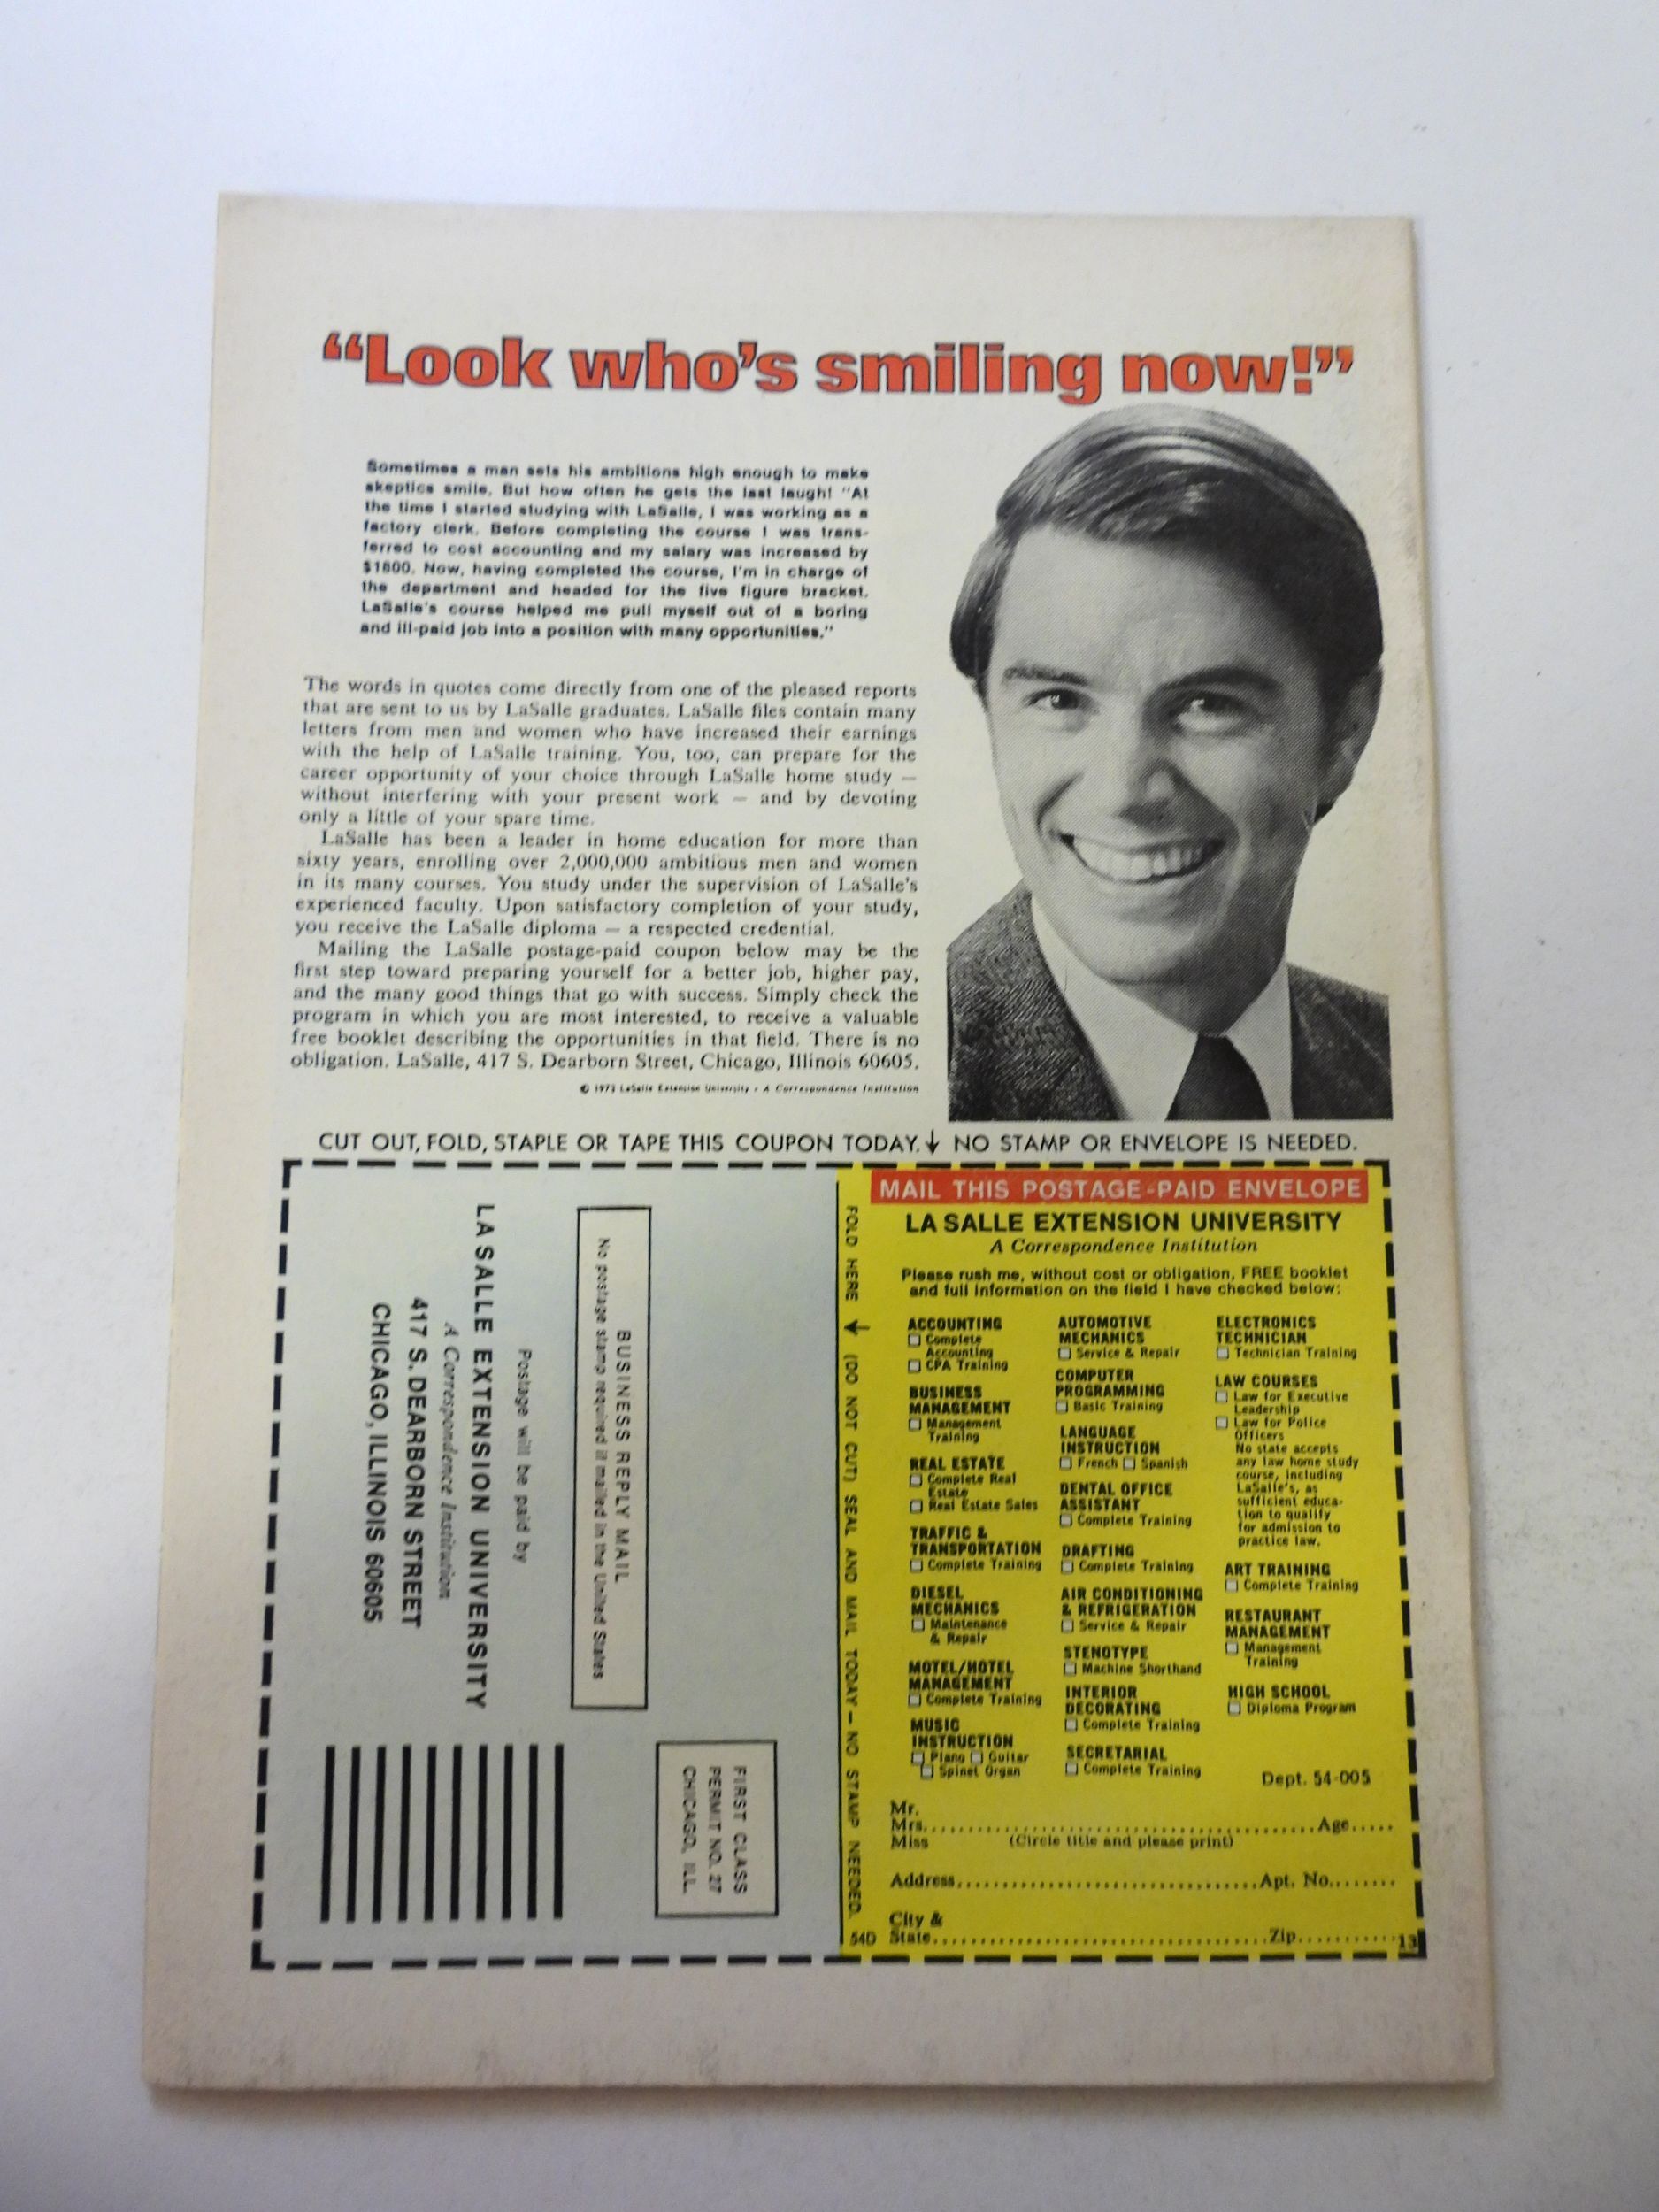 “Look who’s smiling now!”
Sometimes a man sets his ambitions high enough to make
skeptics smile. But how often he gets the last laugh! “At
the time I started studying with LaSalle, I was working as a
factory clerk. Before completing the course I was trans-
ferred to cost accounting and my salary was increased by
$1800. Now, having completed the course, I’m in charge of
the department and headed for the five figure bracket.
LaSalle’s course helped me pull myself out of a boring
and ill-paid job into a position with many opportunities.”
The words in quotes come directly from one of the pleased reports
that are sent to us by LaSalle graduates. LaSalle files contain many
letters from men and women who have increased their earnings
with the help of LaSalle training. You, too, can prepare for the
career opportunity of your choice through LaSalle home study —
without interfering with your present work — and by devoting
only a little of your spare time.
LaSalle has been a leader in home education for more than
sixty years, enrolling over 2,000,000 ambitious men and women
in its many courses. You study under the supervision of LaSalle’s
experienced faculty. Upon satisfactory completion of your study,
you receive the LaSalle diploma — a respected credential.
Mailing the LaSalle postage-paid coupon below may be the
first step toward preparing yourself for a better job, higher pay,
and the many good things that go with success. Simply check the
program in which you are most interested, to receive a valuable
free booklet describing the opportunities in that field. There is no
obligation. LaSalle, 417 S. Dearborn Street, Chicago, Illinois 60605.
© 1973 LaSalle Extension University • A Correspondence Institution
CUT OUT, FOLD, STAPLE OR TAPE THIS COUPON TODAY. NO STAMP OR ENVELOPE IS NEEDED.
FIRST CLASS
PERMIT NO. 27
CHICAGO, ILL.
BUSINESS REPLY MAIL
No postage stamp required if mailed in the United States
Postage will be paid by
LA SALLE EXTENSION UNIVERSITY
A Correspondence Institution
417 S. DEARBORN STREET
CHICAGO, ILLINOIS 60605
FOLD HERE (DO NOT CUT) SEAL AND MAIL TODAY — NO STAMP NEEDED.
54D
MAIL THIS POSTAGE-PAID ENVELOPE
LA SALLE EXTENSION UNIVERSITY
A Correspondence Institution
Please rush me, without cost or obligation, FREE booklet
and full information on the field I have checked below:
ACCOUNTING
Complete
Accounting
CPA Training
BUSINESS
MANAGEMENT
Management
Training
REAL ESTATE
Complete Real
Estate
Real Estate Sales
TRAFFIC &
TRANSPORTATION
Complete Training
DIESEL
MECHANICS
Maintenance
& Repair
MOTEL/HOTEL
MANAGEMENT
Complete Training
MUSIC
INSTRUCTION
Piano Guitar
Spinet Organ
AUTOMOTIVE
MECHANICS
Service & Repair
COMPUTER
PROGRAMMING
Basic Training
LANGUAGE
INSTRUCTION
French Spanish
DENTAL OFFICE
ASSISTANT
Complete Training
DRAFTING
Complete Training
AIR CONDITIONING
& REFRIGERATION
Service & Repair
STENOTYPE
Machine Shorthand
INTERIOR
DECORATING
Complete Training
SECRETARIAL
Complete Training
ELECTRONICS
TECHNICIAN
Technician Training
LAW COURSES
Law for Executive
Leadership
Law for Police
Officers
No state accepts
any law home study
course, including
LaSalle’s, as
sufficient educa-
tion to qualify
for admission to
practice law.
ART TRAINING
Complete Training
RESTAURANT
MANAGEMENT
Management
Training
HIGH SCHOOL
Diploma Program
Dept. 54-005
Mr.
Mrs. Age
Miss (Circle title and please print)
Address Apt. No.
City &
State Zip
13